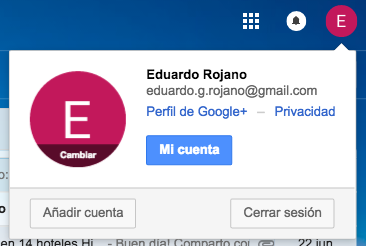 E
Eduardo Rojano
eduardo.g.rojano@gmail.com
Perfil de Google+ – Privacidad
E
Cambiar
Mi cuenta
Añadir cuenta
Cerrar sesión
en 14 hoteles Hi - Buen día! Comparto 22 jun